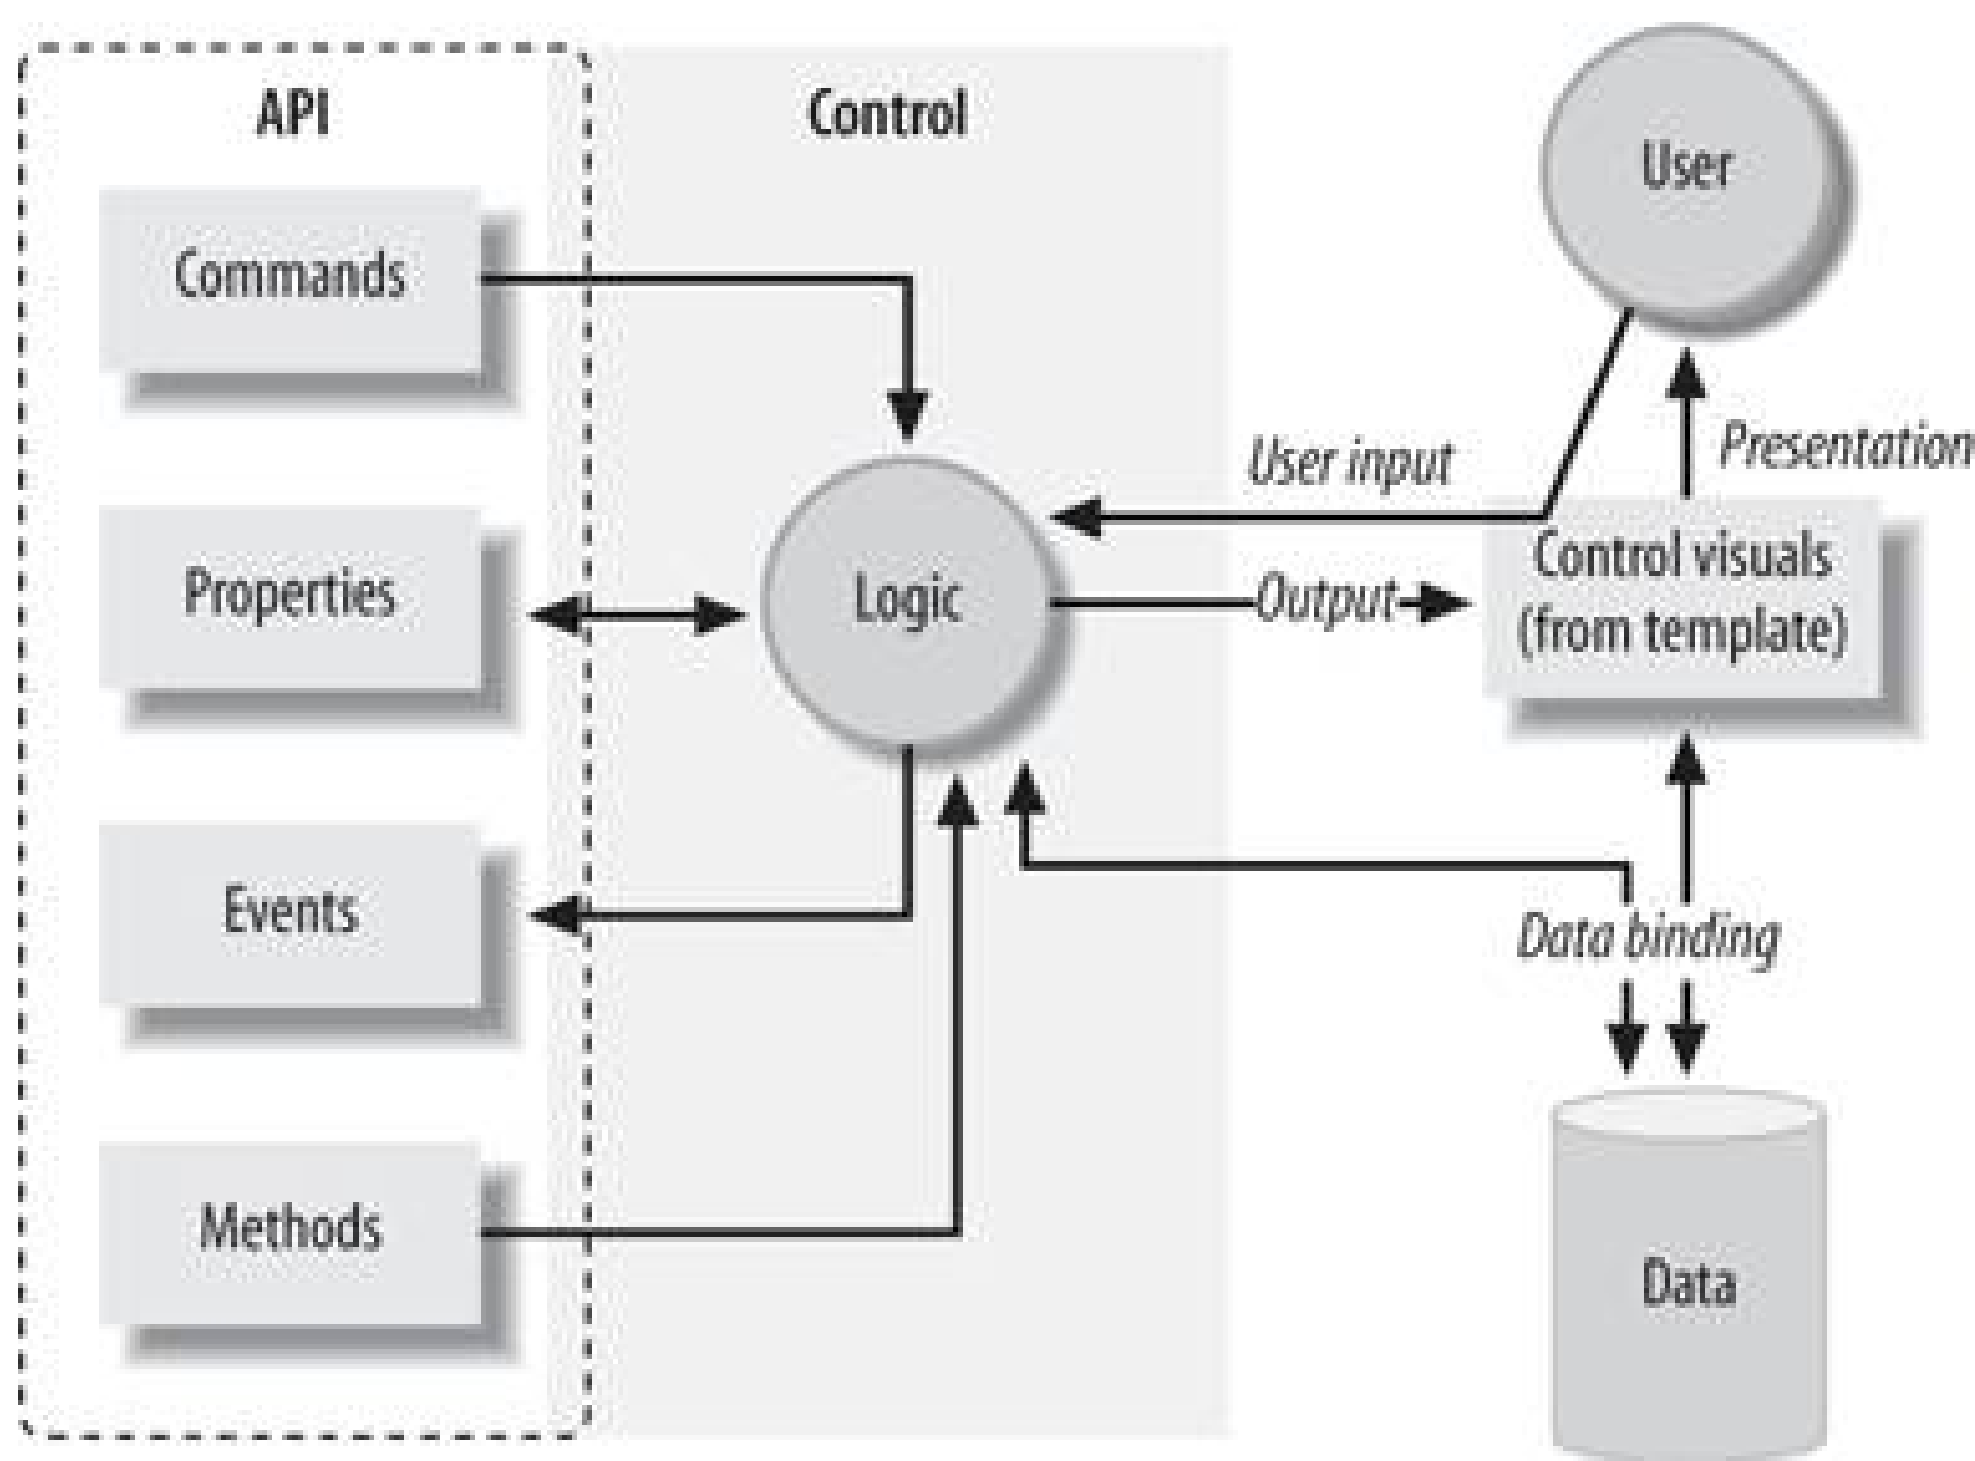 API
Control
User
Commands
User input
Presentation
Properties
Logic
Output
Control visuals
(from template)
Events
Data binding
Methods
Data